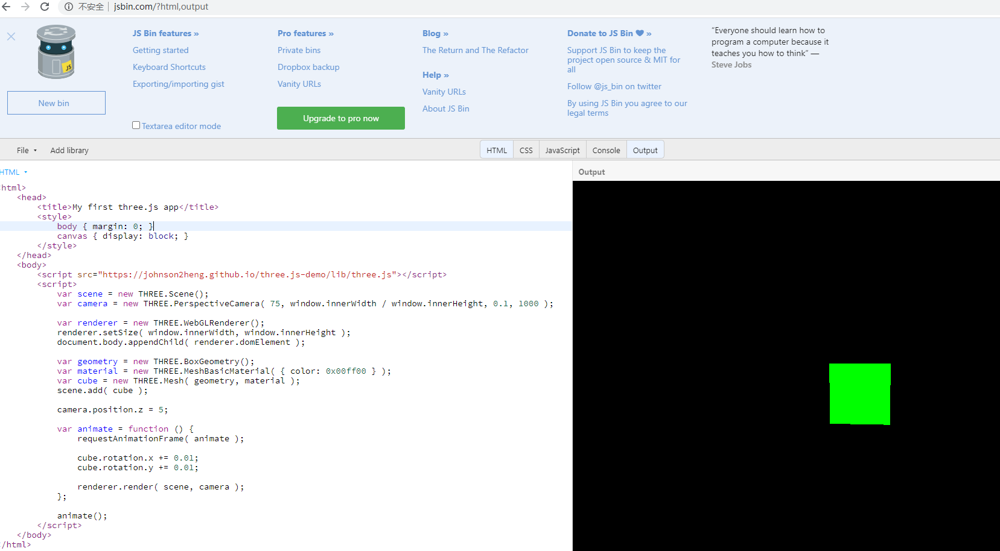 不安全 jsbin.com/?html,output
JS Bin features »
Getting started
Keyboard Shortcuts
Exporting/importing gist
Textarea editor mode
New bin
JS
Pro features »
Private bins
Dropbox backup
Vanity URLs
Upgrade to pro now
Blog »
The Return and The Refactor
Help »
Vanity URLs
About JS Bin
Donate to JS Bin ♥ »
Support JS Bin to keep the
project open source & MIT for
all
Follow @js_bin on twitter
By using JS Bin you agree to our
legal terms
“Everyone should learn how to
program a computer because it
teaches you how to think” —
Steve Jobs
File Add library HTML CSS JavaScript Console Output
HTML
html>
<head>
<title>My first three.js app</title>
<style>
body { margin: 0; }
canvas { display: block; }
</style>
</head>
<body>
<script src="https://johnson2heng.github.io/three.js-demo/lib/three.js"></script>
<script>
var scene = new THREE.Scene();
var camera = new THREE.PerspectiveCamera( 75, window.innerWidth / window.innerHeight, 0.1, 1000 );
var renderer = new THREE.WebGLRenderer();
renderer.setSize( window.innerWidth, window.innerHeight );
document.body.appendChild( renderer.domElement );
var geometry = new THREE.BoxGeometry();
var material = new THREE.MeshBasicMaterial( { color: 0x00ff00 } );
var cube = new THREE.Mesh( geometry, material );
scene.add( cube );
camera.position.z = 5;
var animate = function () {
requestAnimationFrame( animate );
cube.rotation.x += 0.01;
cube.rotation.y += 0.01;
renderer.render( scene, camera );
};
animate();
</script>
</body>
/html>
Output